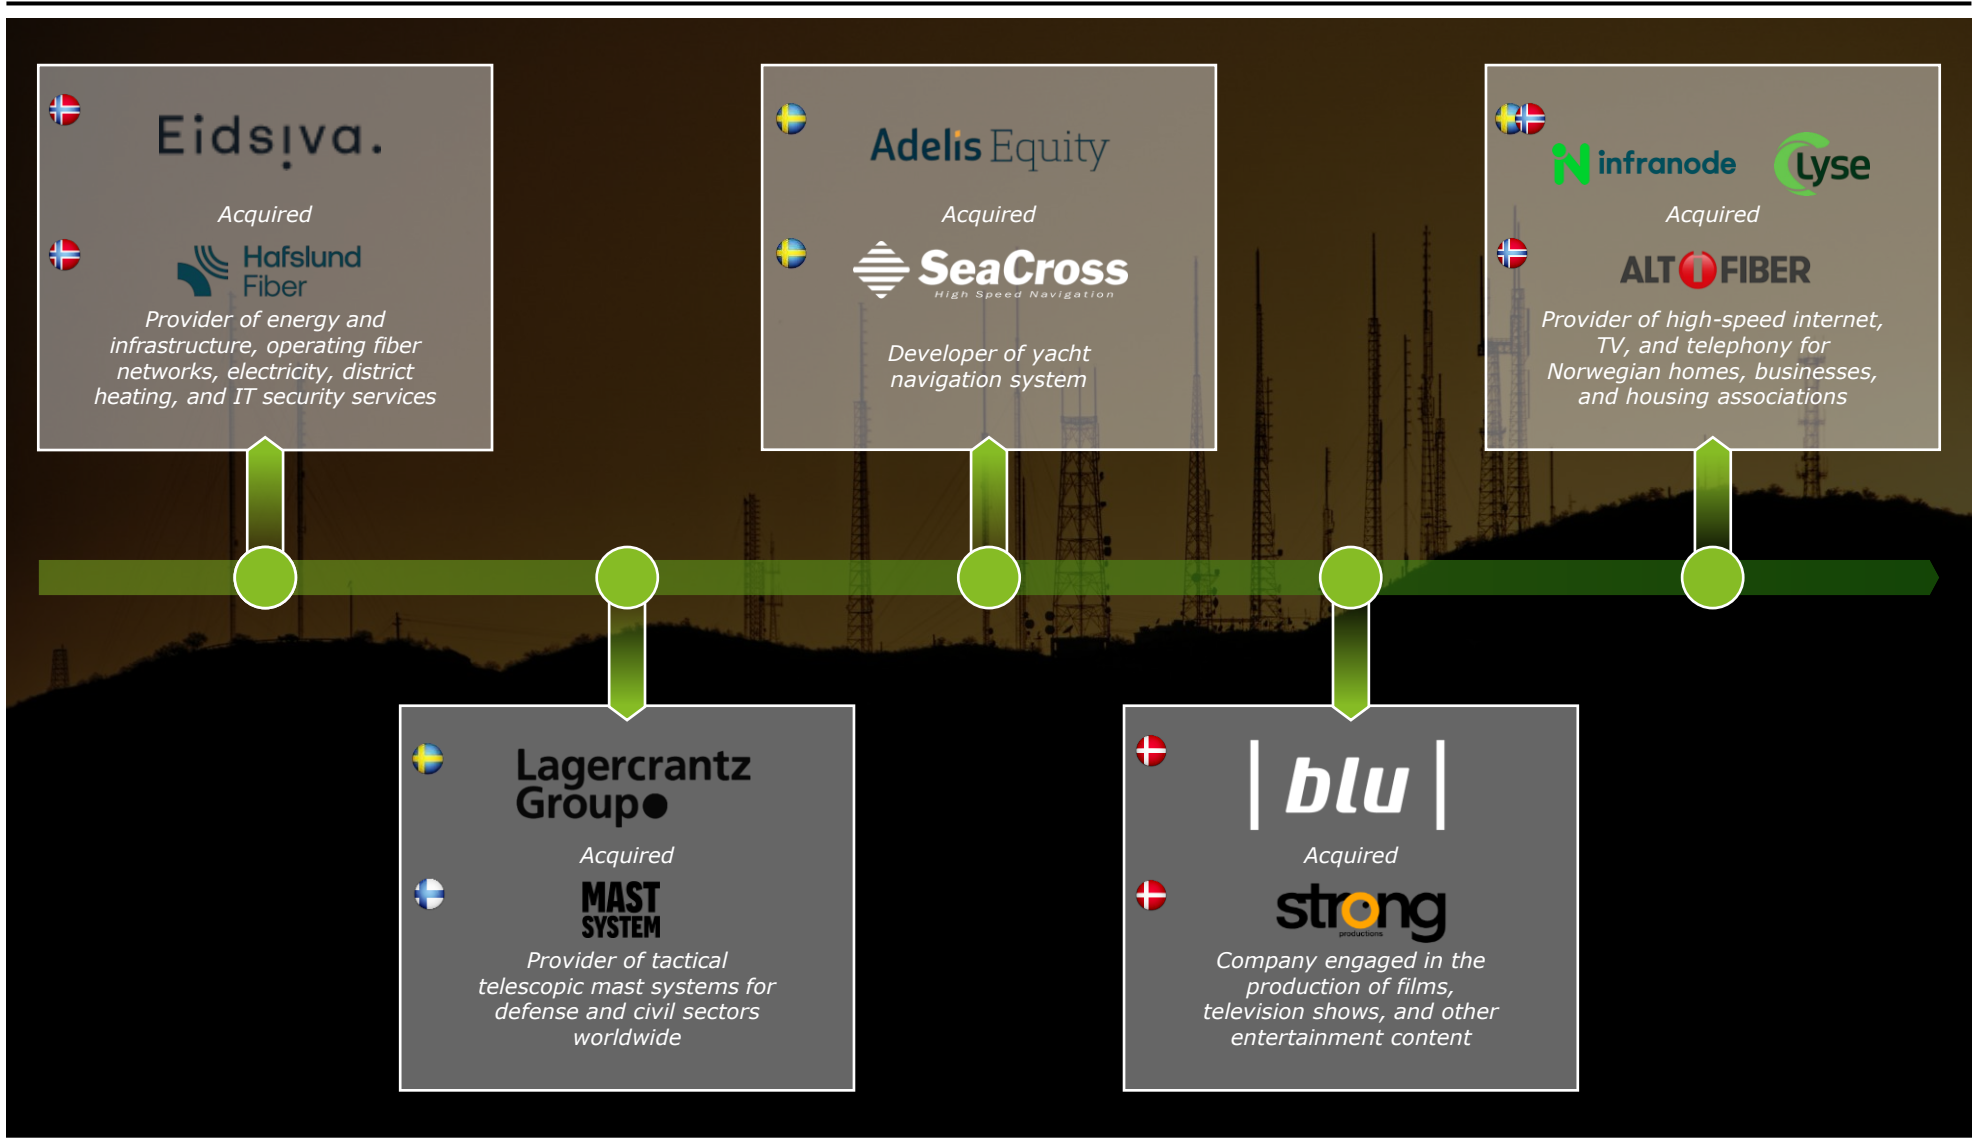 Eidsiva.
Acquired
Hafslund
Fiber
Provider of energy and
infrastructure, operating fiber
networks, electricity, district
heating, and IT security services
Lagercrantz
Group
Acquired
MAST
SYSTEM
Provider of tactical
telescopic mast systems for
defense and civil sectors
worldwide
Adelis Equity
Acquired
SeaCross
High Speed Navigation
Developer of yacht
navigation system
blu
Acquired
strong
productions
Company engaged in the
production of films,
television shows, and other
entertainment content
infranode Lyse
Acquired
ALT I FIBER
Provider of high-speed internet,
TV, and telephony for
Norwegian homes, businesses,
and housing associations